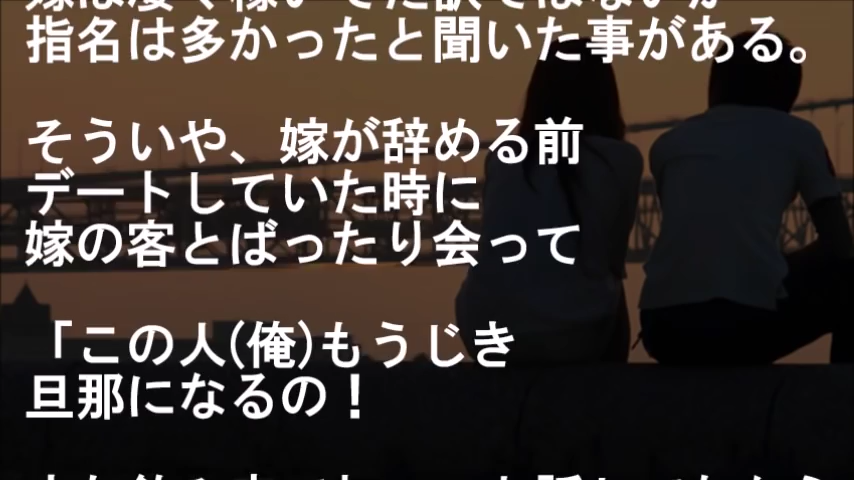 指名は多かったと聞いた事がある。
そういや、嫁が辞める前
デートしていた時に
嫁の客とばったり会って
「この人(俺)もうじき
旦那になるの！